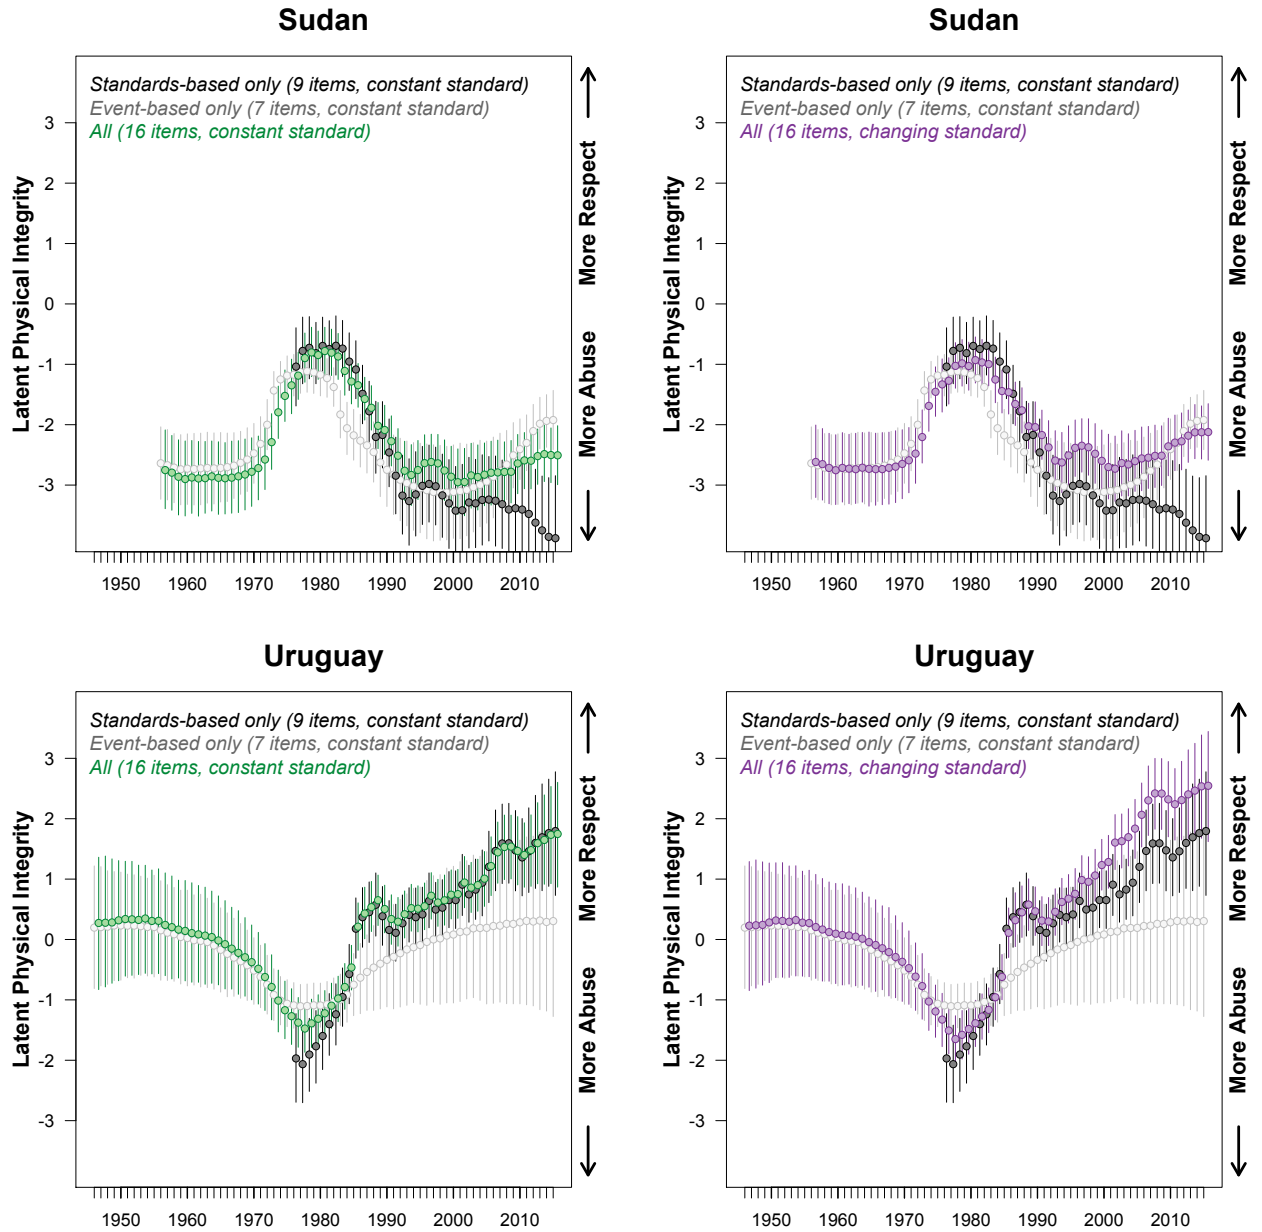 Sudan
Standards-based only (9 items, constant standard)
Event-based only (7 items, constant standard)
All (16 items, constant standard)
Latent Physical Integrity
3
2
1
0
-1
-2
-3
More Respect
More Abuse
1950 1960 1970 1980 1990 2000 2010
Sudan
Standards-based only (9 items, constant standard)
Event-based only (7 items, constant standard)
All (16 items, changing standard)
Latent Physical Integrity
3
2
1
0
-1
-2
-3
More Respect
More Abuse
1950 1960 1970 1980 1990 2000 2010
Uruguay
Standards-based only (9 items, constant standard)
Event-based only (7 items, constant standard)
All (16 items, constant standard)
Latent Physical Integrity
3
2
1
0
-1
-2
-3
More Respect
More Abuse
1950 1960 1970 1980 1990 2000 2010
Uruguay
Standards-based only (9 items, constant standard)
Event-based only (7 items, constant standard)
All (16 items, changing standard)
Latent Physical Integrity
3
2
1
0
-1
-2
-3
More Respect
More Abuse
1950 1960 1970 1980 1990 2000 2010